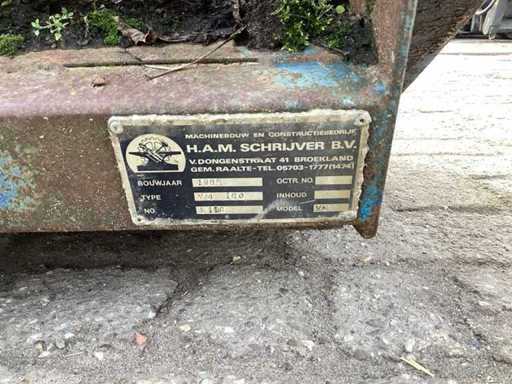 MACHINEBOUW EN CONSTRUCTIEBEDRIJF
H.A.M. SCHRIJVER B.V.
V.DONGENSTRAAT 41 BROEKLAND
GEM.RAALTE-TEL.05703-1777(1474)
BOUWJAAR OCTR. NO.
TYPE INHOUD
NO MODEL